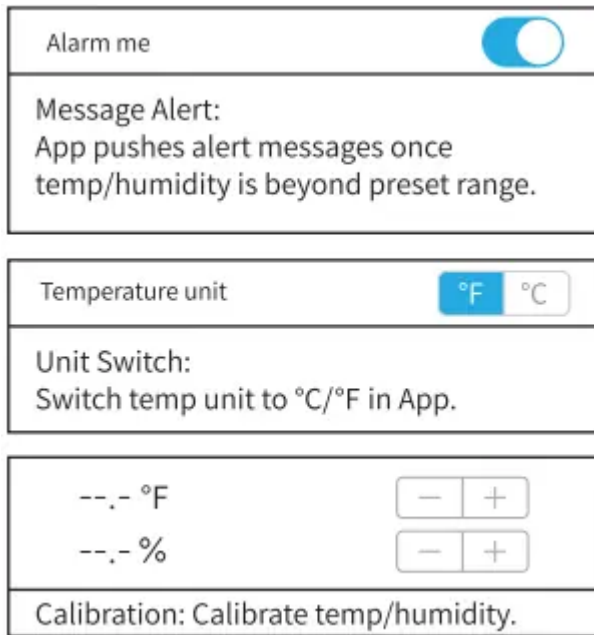 Alarm me
Message Alert:
App pushes alert messages once
temp/humidity is beyond preset range.
Temperature unit °F °C
Unit Switch:
Switch temp unit to °C/°F in App.
--.- °F − +
--.- % − +
Calibration: Calibrate temp/humidity.